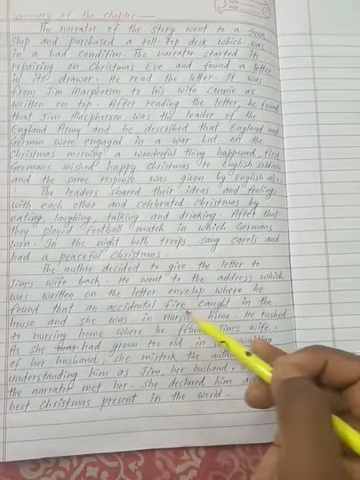 Summary of the chapter
The narrator of the story went to a Junk
Shop and purchased a roll-top desk which was
in a bad condition. The narrator started its
repairing on Christmas Eve and found a letter
in its drawer. He read the letter. It was
from Jim Macpherson to his wife Connie as
written on top. After reading the letter, he found
that Jim Macpherson was the leader of the
England Army and he described that England and
German were engaged in a war but on the
Christmas morning a wonderful thing happened, first
Germans wished happy Christmas to English soldiers
and the same response was given by English also.
The leaders shared their ideas and feelings
with each other and celebrated Christmas by
eating, laughing, talking and drinking. After that
they played football match in which Germans
won. In the night both troops sang carels and
had a peaceful Christmas.
The author decided to give the letter to
Jim's wife back. He went to the address which
was written on the letter envelup where he
found that an accidental fire caught in the
house and she was in nursing home. He rushed
to nursing home where he found Jim's wife.
As she had grown too old in
of her husband, she mistook the
understanding him as Jim, her husband,
the narrator met her. She declared him as
best Christmas present in the world.